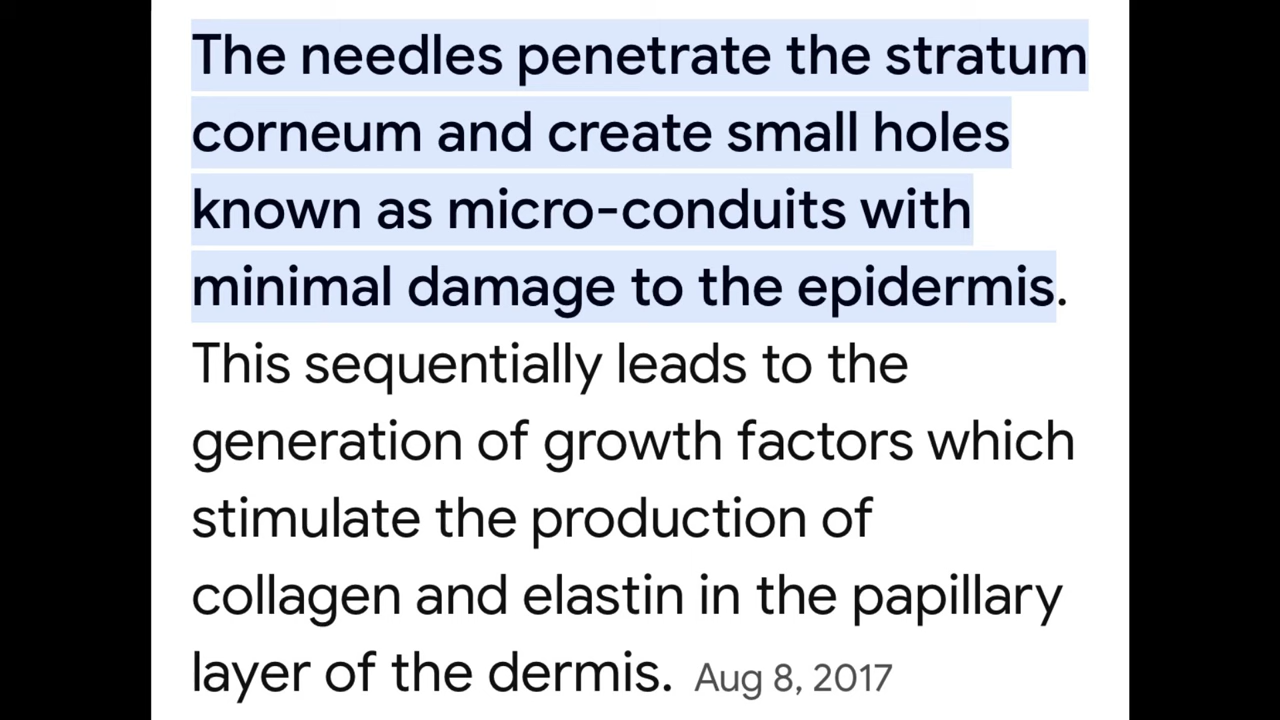 The needles penetrate the stratum
corneum and create small holes
known as micro-conduits with
minimal damage to the epidermis.
This sequentially leads to the
generation of growth factors which
stimulate the production of
collagen and elastin in the papillary
layer of the dermis. Aug 8, 2017